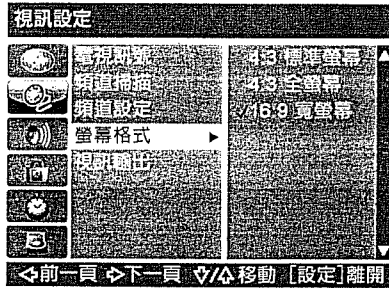 視訊設定
電視訊號
頻道掃描
頻道設定
螢幕格式
視訊輸出
4:3 標準螢幕
4:3 全螢幕
√16:9 寬螢幕
前一頁 下一頁 / 移動 [設定]離開